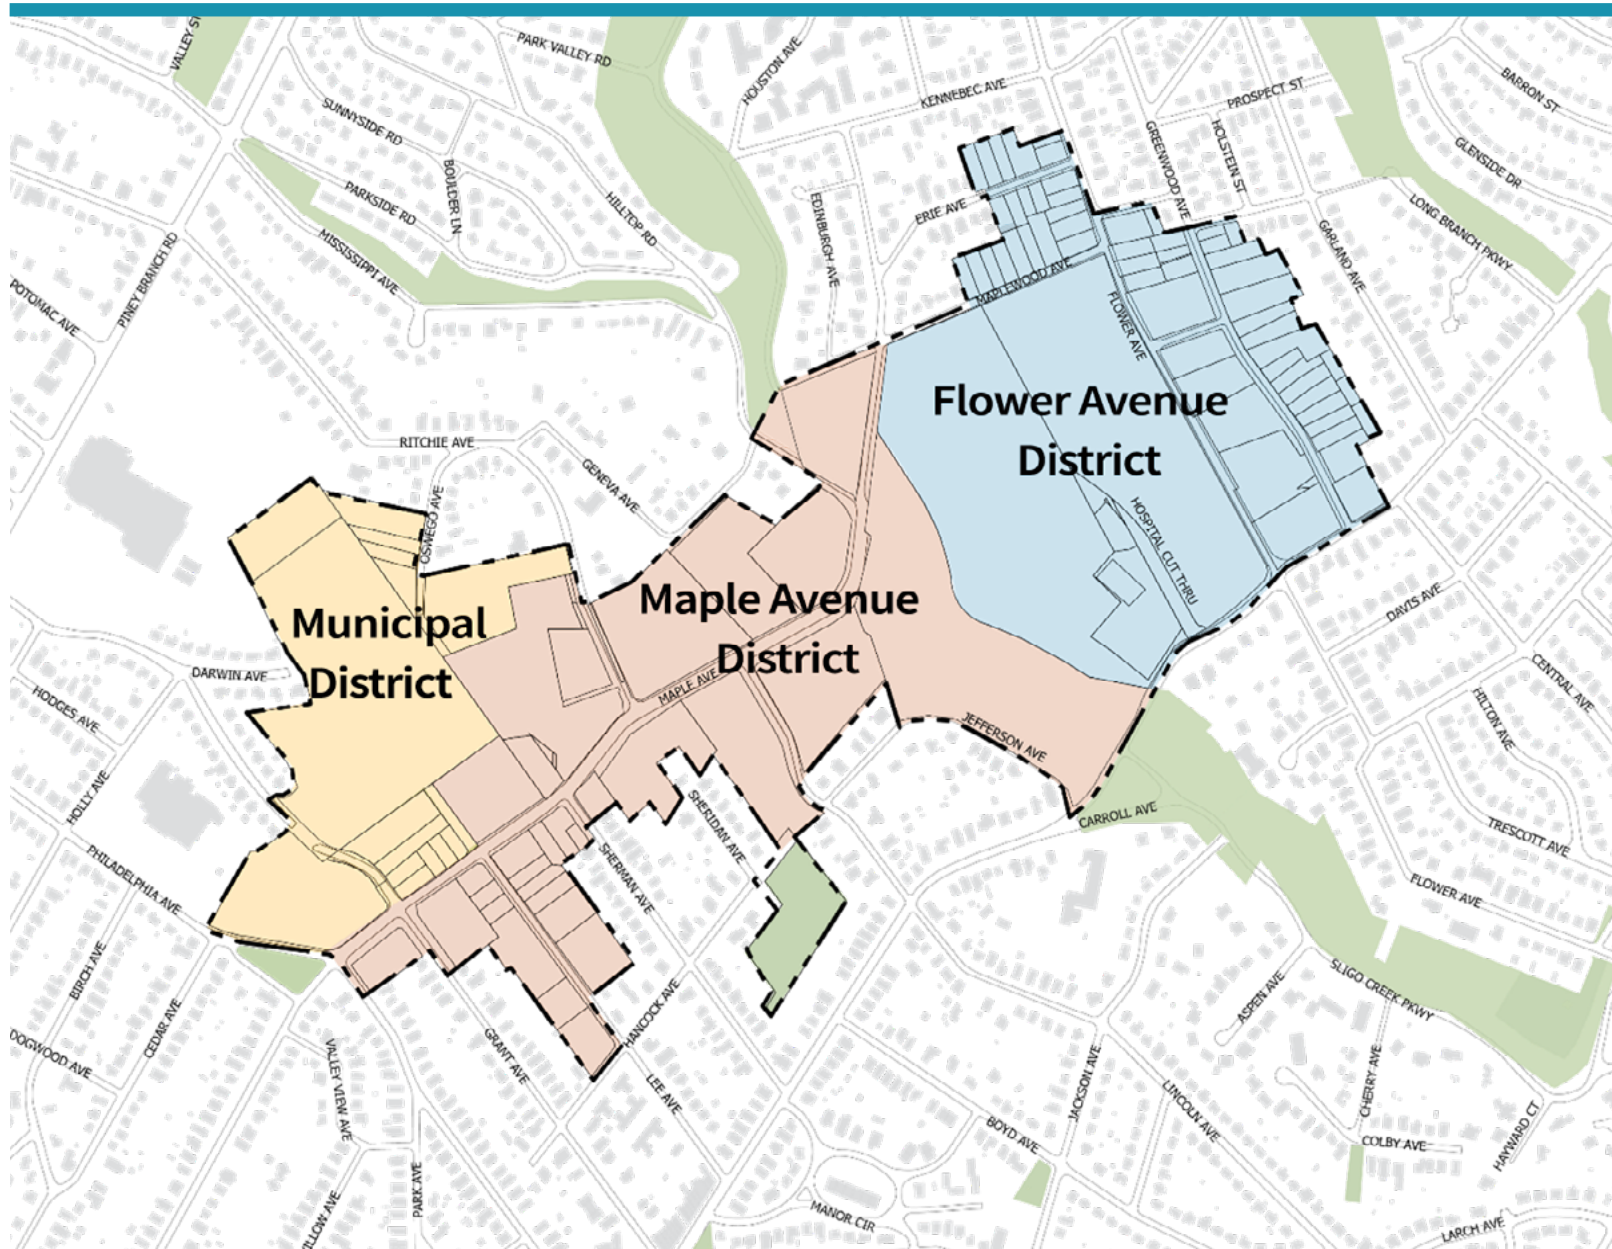 VALLEY ST
PARK VALLEY RD
HOUSTON AVE
KENNEBEC AVE
PROSPECT ST
BARRON ST
SUNNYSIDE RD
GREENWOOD AVE
HOLSTEIN ST
GLENSIDE DR
BOULDER LN
PARKSIDE RD
HILLTOP RD
EDINBURGH AVE
ERIE AVE
LONG BRANCH PKWY
MISSISSIPPI AVE
GARLAND AVE
PINEY BRANCH RD
POTOMAC AVE
MAPLEWOOD AVE
FLOWER AVE
Flower Avenue
District
RITCHIE AVE
GENEVA AVE
OSWEGO AVE
HOSPITAL CUT THRU
Maple Avenue
District
Municipal
District
MAPLE AVE
DAVIS AVE
CENTRAL AVE
DARWIN AVE
HODGES AVE
HILTON AVE
JEFFERSON AVE
HOLLY AVE
SHERIDAN AVE
CARROLL AVE
TRESCOTT AVE
PHILADELPHIA AVE
SHERMAN AVE
FLOWER AVE
BIRCH AVE
CEDAR AVE
HANCOCK AVE
SLIGO CREEK PKWY
ASPEN AVE
DOGWOOD AVE
GRANT AVE
VALLEY VIEW AVE
LEE AVE
JACKSON AVE
LINCOLN AVE
CHERRY AVE
BOYD AVE
COLBY AVE
HAYWARD CT
PARK AVE
WILLOW AVE
MANOR CIR
LARCH AVE